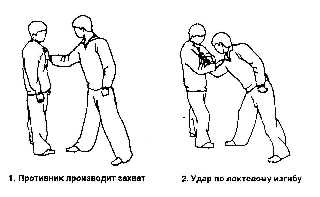 1. Противник производит захват
2. Удар по локтевому изгибу